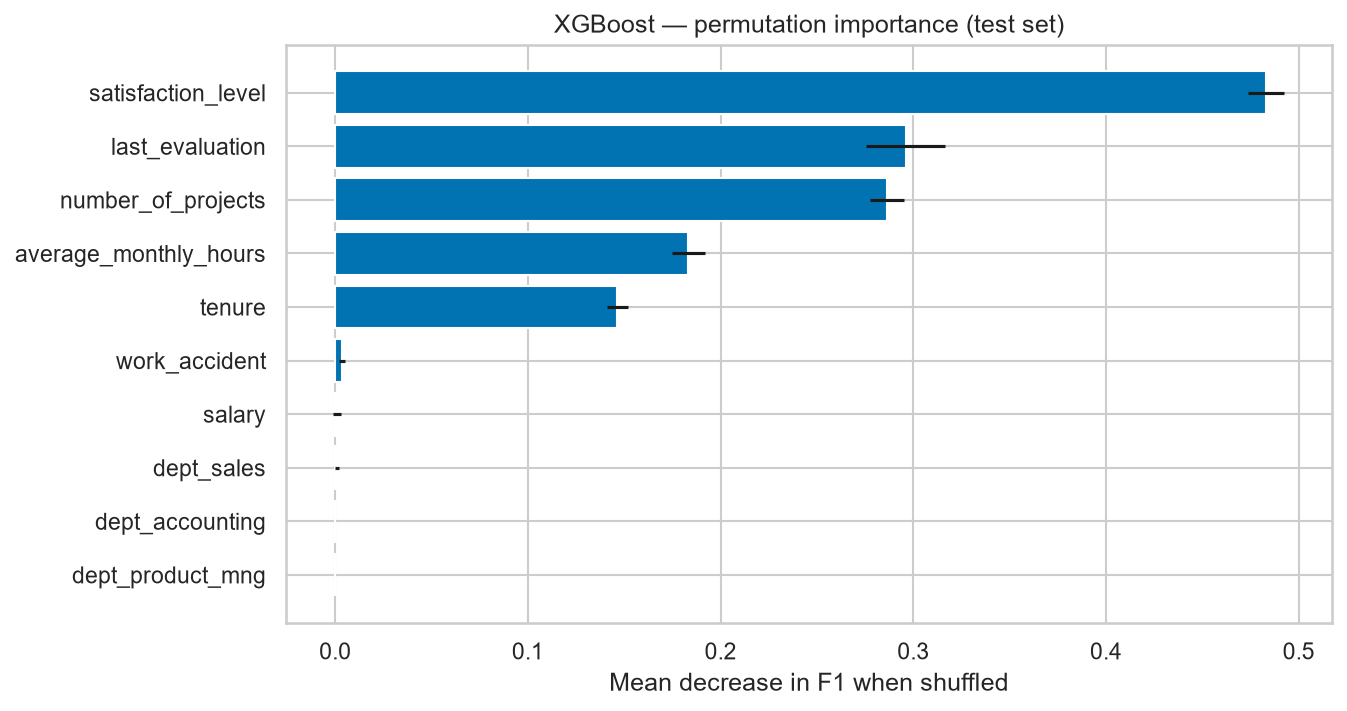 XGBoost — permutation importance (test set)
satisfaction_level
last_evaluation
number_of_projects
average_monthly_hours
tenure
work_accident
salary
dept_sales
dept_accounting
dept_product_mng
0.0 0.1 0.2 0.3 0.4 0.5
Mean decrease in F1 when shuffled